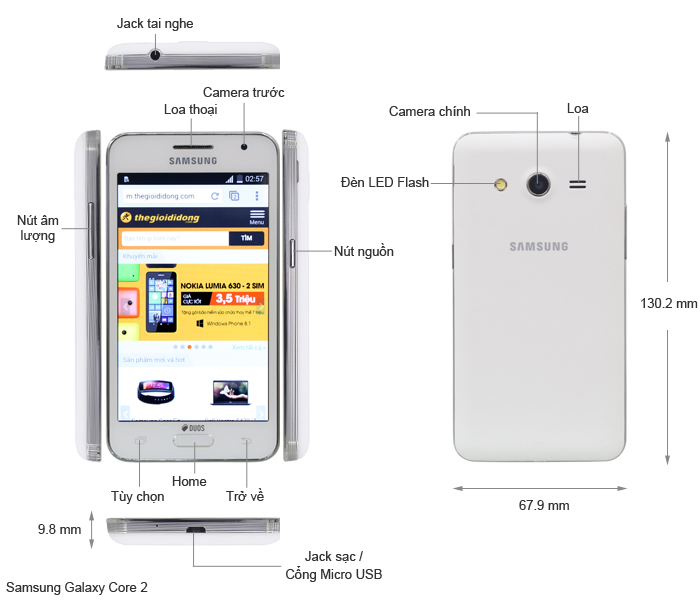 Jack tai nghe
Camera trước
Loa thoại
Camera chính
Loa
SAMSUNG
02:57
m.thegioididong.com
thegioididong
.com
Menu
TÌM
Khuyến mãi
NOKIA LUMIA 630 - 2 SIM
GIÁ CỰC TỐT 3,5 Triệu
Windows Phone 8.1
Sản phẩm mới và hot
DUOS
Nút âm
lượng
Nút nguồn
Đèn LED Flash
SAMSUNG
130.2 mm
67.9 mm
Home
Tùy chọn
Trở về
9.8 mm
Jack sạc /
Cổng Micro USB
Samsung Galaxy Core 2